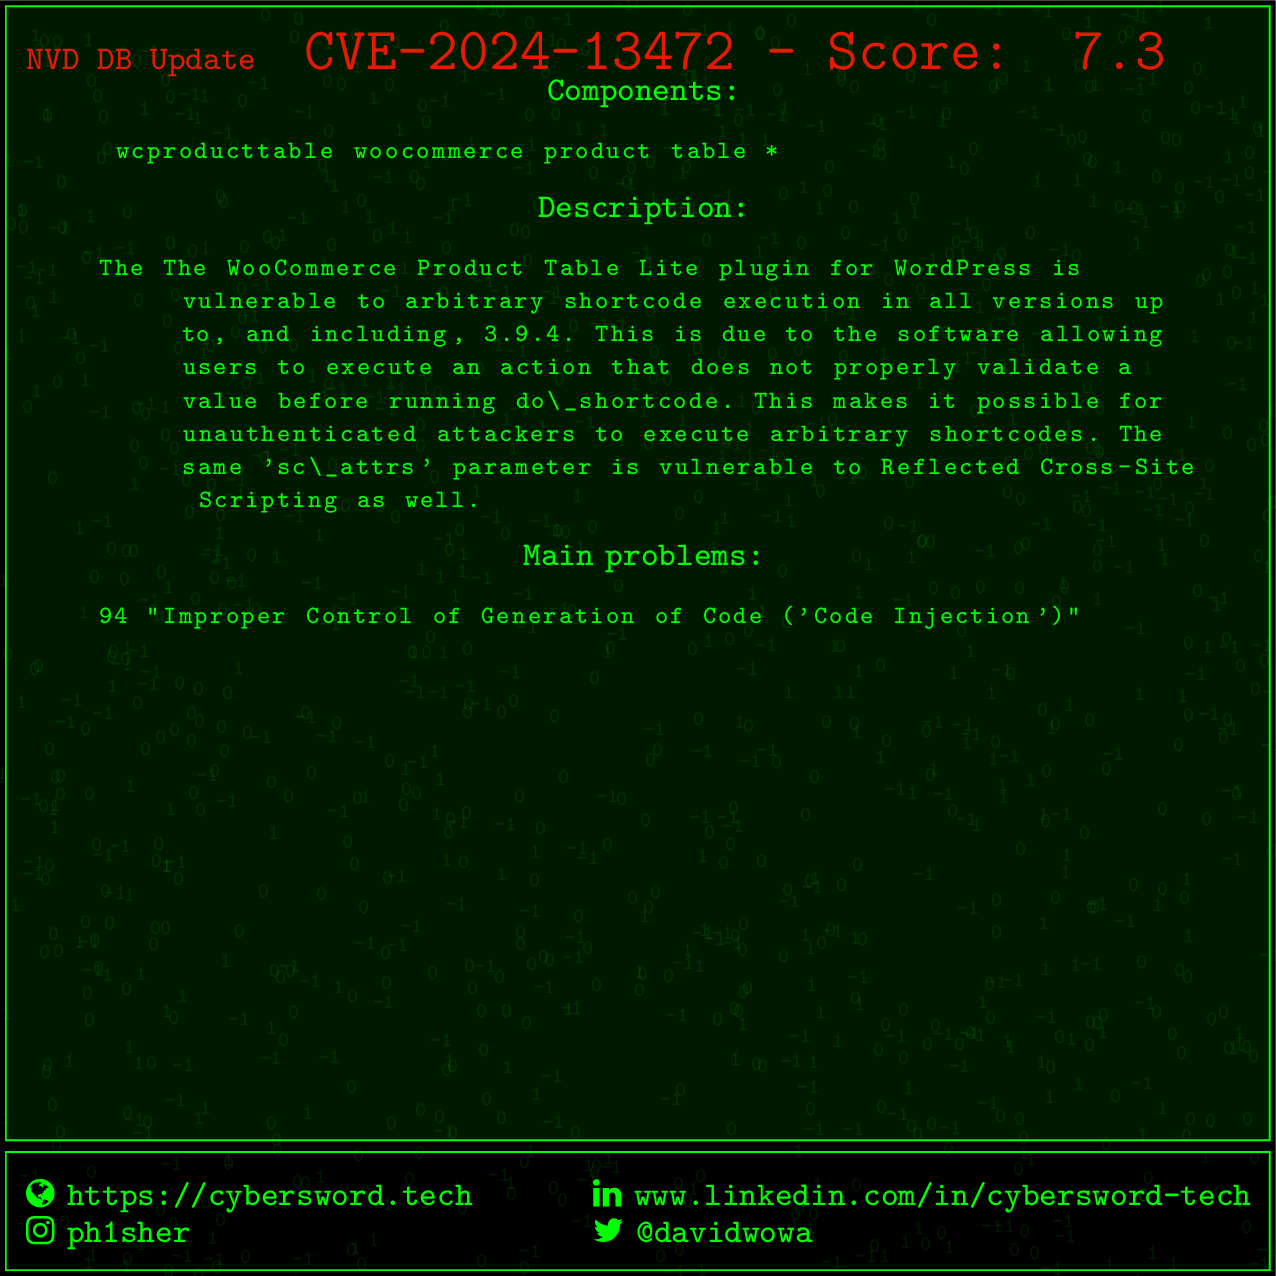 NVD DB Update CVE-2024-13472 - Score: 7.3
Components:
wcproducttable woocommerce product table *
Description:
The The WooCommerce Product Table Lite plugin for WordPress is
vulnerable to arbitrary shortcode execution in all versions up
to, and including, 3.9.4. This is due to the software allowing
users to execute an action that does not properly validate a
value before running do\_shortcode. This makes it possible for
unauthenticated attackers to execute arbitrary shortcodes. The
same 'sc\_attrs' parameter is vulnerable to Reflected Cross-Site
Scripting as well.
Main problems:
94 "Improper Control of Generation of Code ('Code Injection')"
https://cybersword.tech www.linkedin.com/in/cybersword-tech
ph1sher @davidwowa